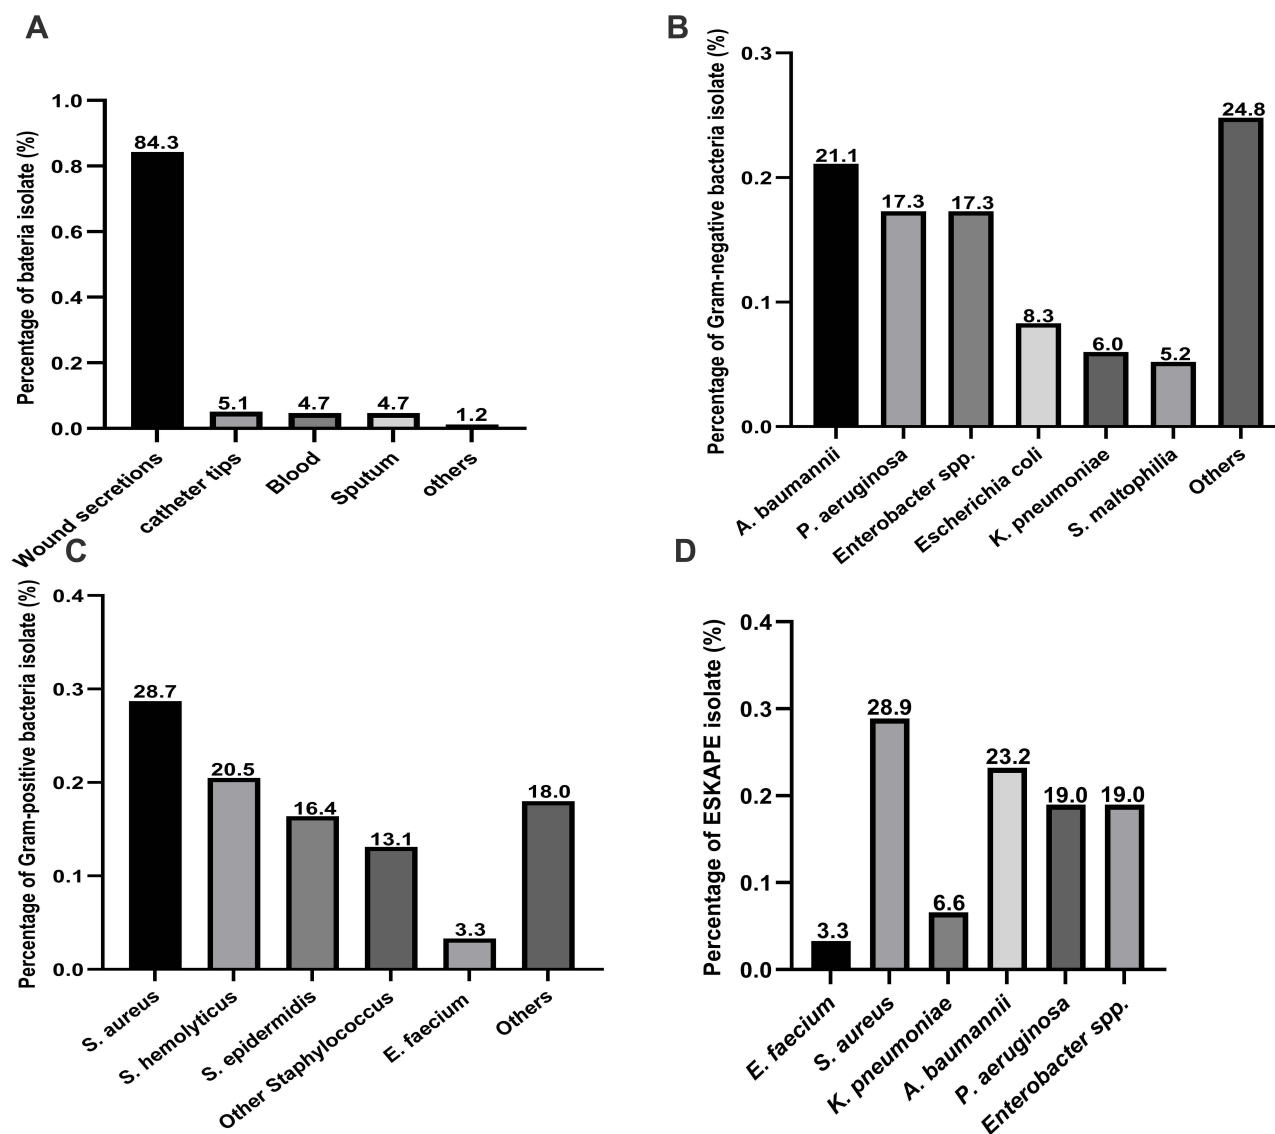 A
Percentage of bateria isolate (%)
1.0
0.8
0.6
0.4
0.2
0.0
84.3
5.1
4.7
4.7
1.2
Wound secretions
catheter tips
Blood
Sputum
others
B
Percentage of Gram-negative bacteria isolate (%)
0.3
0.2
0.1
0.0
21.1
17.3
17.3
8.3
6.0
5.2
24.8
A. baumannii
P. aeruginosa
Enterobacter spp.
Escherichia coli
K. pneumoniae
S. maltophilia
Others
C
Percentage of Gram-positive bacteria isolate (%)
0.4
0.3
0.2
0.1
0.0
28.7
20.5
16.4
13.1
3.3
18.0
S. aureus
S. hemolyticus
S. epidermidis
Other Staphylococcus
E. faecium
Others
D
Percentage of ESKAPE isolate (%)
0.4
0.3
0.2
0.1
0.0
3.3
28.9
6.6
23.2
19.0
19.0
E. faecium
S. aureus
K. pneumoniae
A. baumannii
P. aeruginosa
Enterobacter spp.